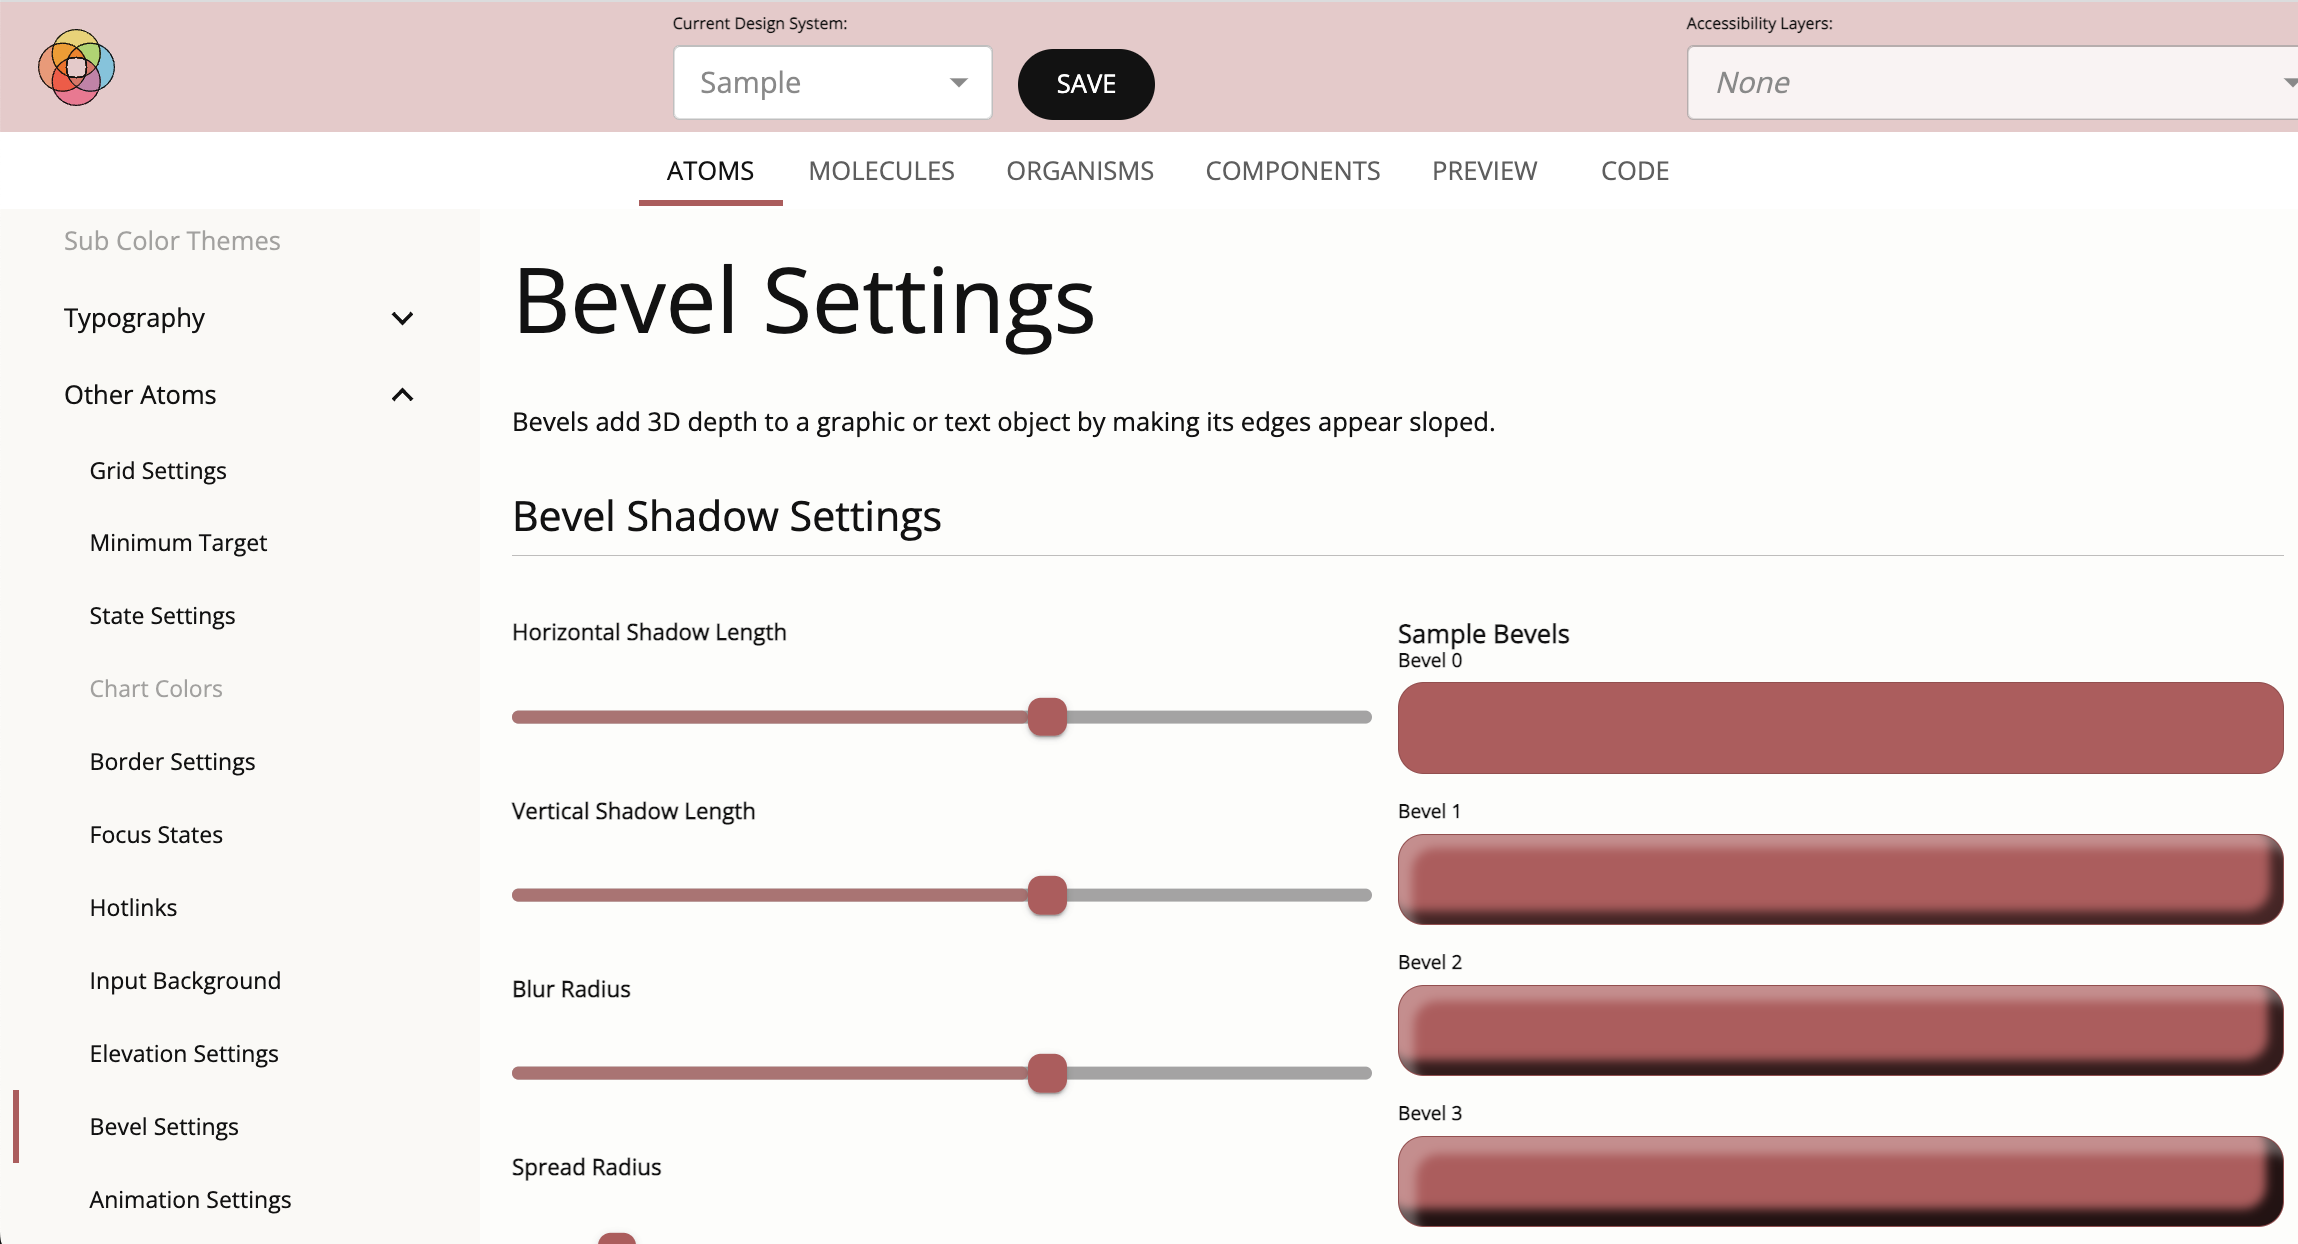 Current Design System:
Accessibility Layers:
Sample
SAVE
None
ATOMS
MOLECULES
ORGANISMS
COMPONENTS
PREVIEW
CODE
Sub Color Themes
Typography
Other Atoms
Grid Settings
Minimum Target
State Settings
Chart Colors
Border Settings
Focus States
Hotlinks
Input Background
Elevation Settings
Bevel Settings
Animation Settings
Bevel Settings
Bevels add 3D depth to a graphic or text object by making its edges appear sloped.
Bevel Shadow Settings
Horizontal Shadow Length
Vertical Shadow Length
Blur Radius
Spread Radius
Sample Bevels
Bevel 0
Bevel 1
Bevel 2
Bevel 3